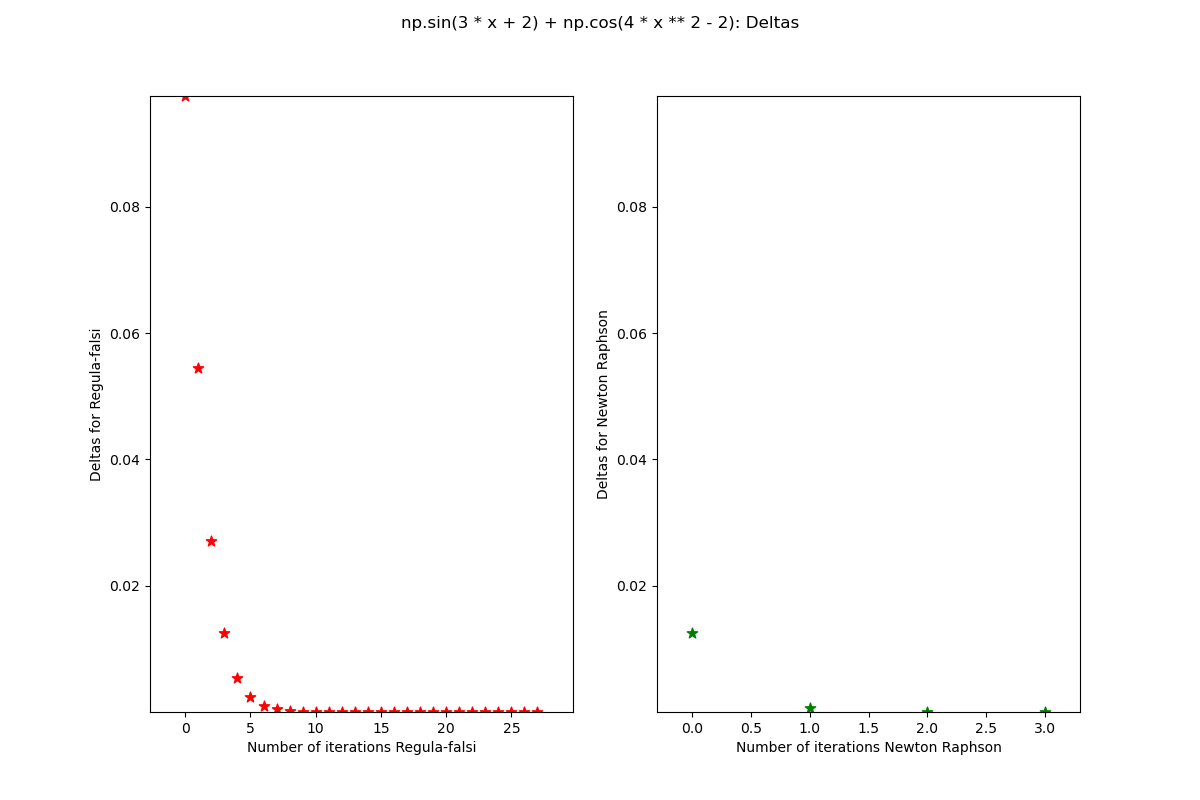 np.sin(3 * x + 2) + np.cos(4 * x ** 2 - 2): Deltas
0.08
0.06
0.04
0.02
Deltas for Regula-falsi
0 5 10 15 20 25
Number of iterations Regula-falsi
0.08
0.06
0.04
0.02
Deltas for Newton Raphson
0.0 0.5 1.0 1.5 2.0 2.5 3.0
Number of iterations Newton Raphson